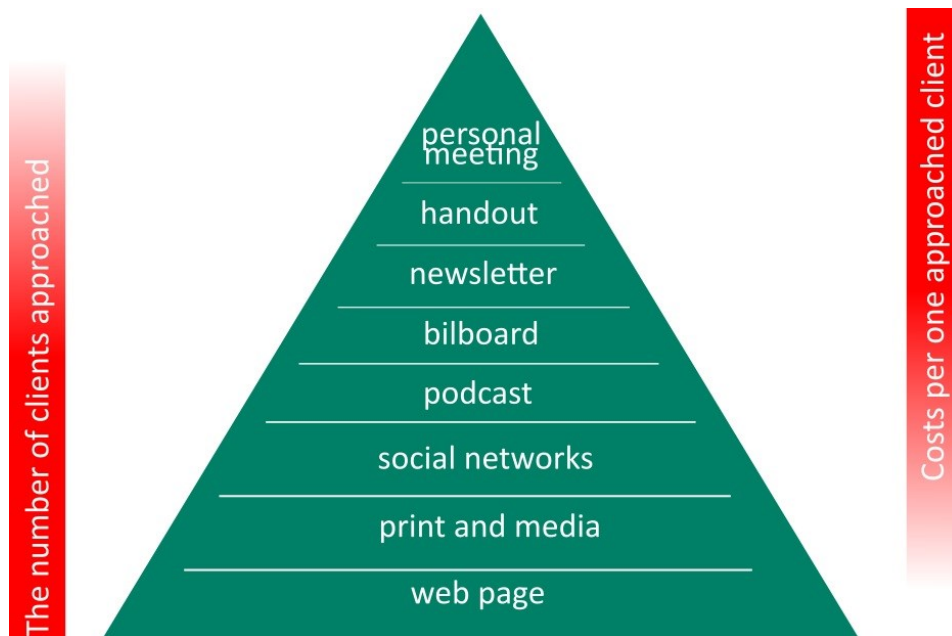 The number of clients approached
personal
meeting
handout
newsletter
bilboard
podcast
social networks
print and media
web page
Costs per one approached client